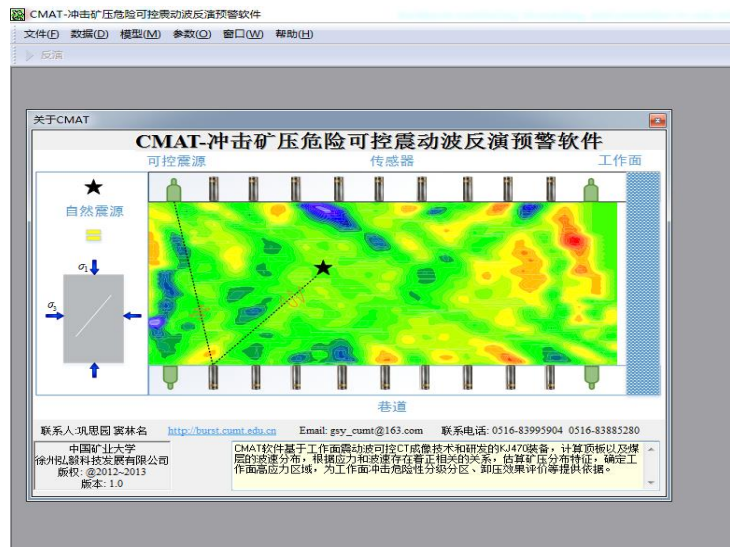 CMAT-冲击矿压危险可控震动波反演预警软件
文件(F) 数据(D) 模型(M) 参数(O) 窗口(W) 帮助(H)
反演
关于CMAT
CMAT-冲击矿压危险可控震动波反演预警软件
可控震源 传感器 工作面
自然震源
σ1
σ3
巷道
联系人:巩思园 窦林名 http://burst.cumt.edu.cn Email: gsy_cumt@163.com 联系电话: 0516-83995904 0516-83885280
中国矿业大学
徐州弘毅科技发展有限公司
版权: @2012~2013
版本: 1.0
CMAT软件基于工作面震动波可控CT成像技术和研发的KJ470装备，计算顶板以及煤
层的波速分布，根据应力和波速存在着正相关的关系，估算矿压分布特征，确定工
作面高应力区域，为工作面冲击危险性分级分区、卸压效果评价等提供依据。